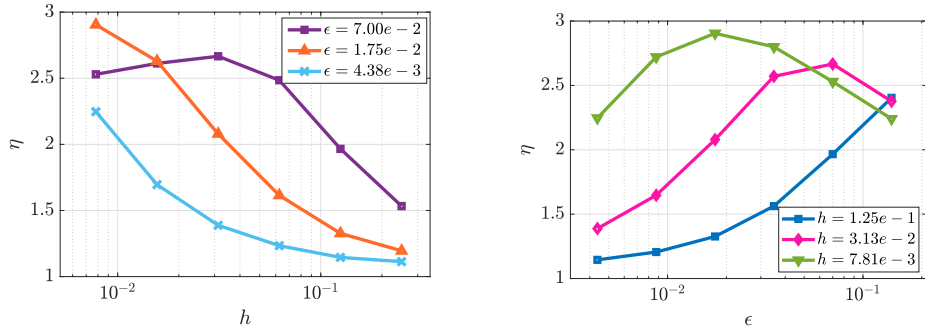 3
2.5
2
1.5
1
η
10⁻²
10⁻¹
h
ϵ = 7.00e − 2
ϵ = 1.75e − 2
ϵ = 4.38e − 3
3
2.5
2
1.5
1
η
10⁻²
10⁻¹
ϵ
h = 1.25e − 1
h = 3.13e − 2
h = 7.81e − 3